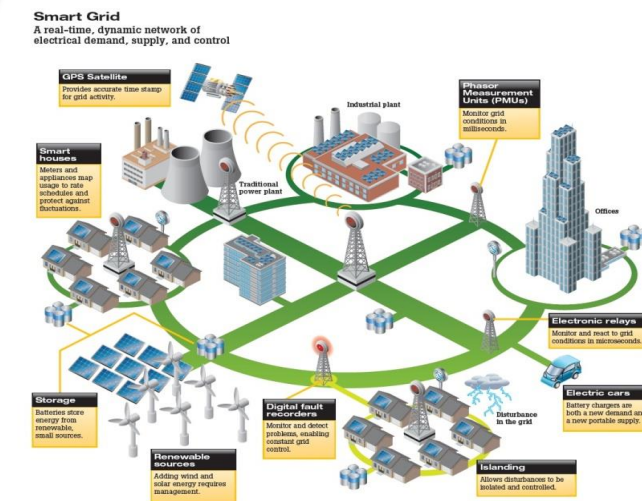 Smart Grid
A real-time, dynamic network of
electrical demand, supply, and control
GPS Satellite
Provides accurate time stamp
for grid activity.
Industrial plant
Phasor
Measurement
Units (PMUs)
Monitor grid
conditions in
milliseconds.
Smart
houses
Meters and
appliances map
usage to rate
schedules and
protect against
fluctuations.
Traditional
power plant
Offices
Electronic relays
Monitor and react to grid
conditions in microseconds.
Storage
Batteries store
energy from
renewable,
small sources.
Renewable
sources
Adding wind and
solar energy requires
management.
Digital fault
recorders
Monitor and detect
problems, enabling
constant grid
control.
Disturbance
in the grid
Electric cars
Battery chargers are
both a new demand an
a new portable supply.
Islanding
Allows disturbances to be
isolated and controlled.